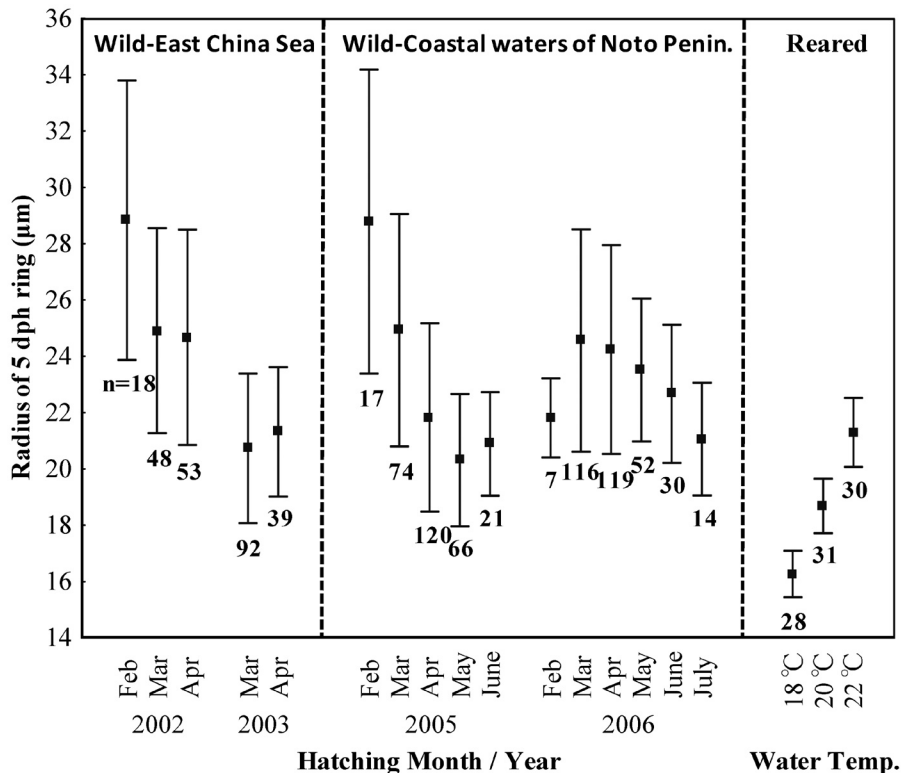 36
34
32
30
28
26
24
22
20
18
16
14
Radius of 5 dph ring (μm)
Wild-East China Sea
Wild-Coastal waters of Noto Penin.
Reared
n=18
48
53
92
39
17
74
120
66
21
7
116
119
52
30
14
28
31
30
Feb
Mar
Apr
Mar
Apr
Feb
Mar
Apr
May
June
Feb
Mar
Apr
May
June
July
18 ℃
20 ℃
22 ℃
2002
2003
2005
2006
Hatching Month / Year
Water Temp.